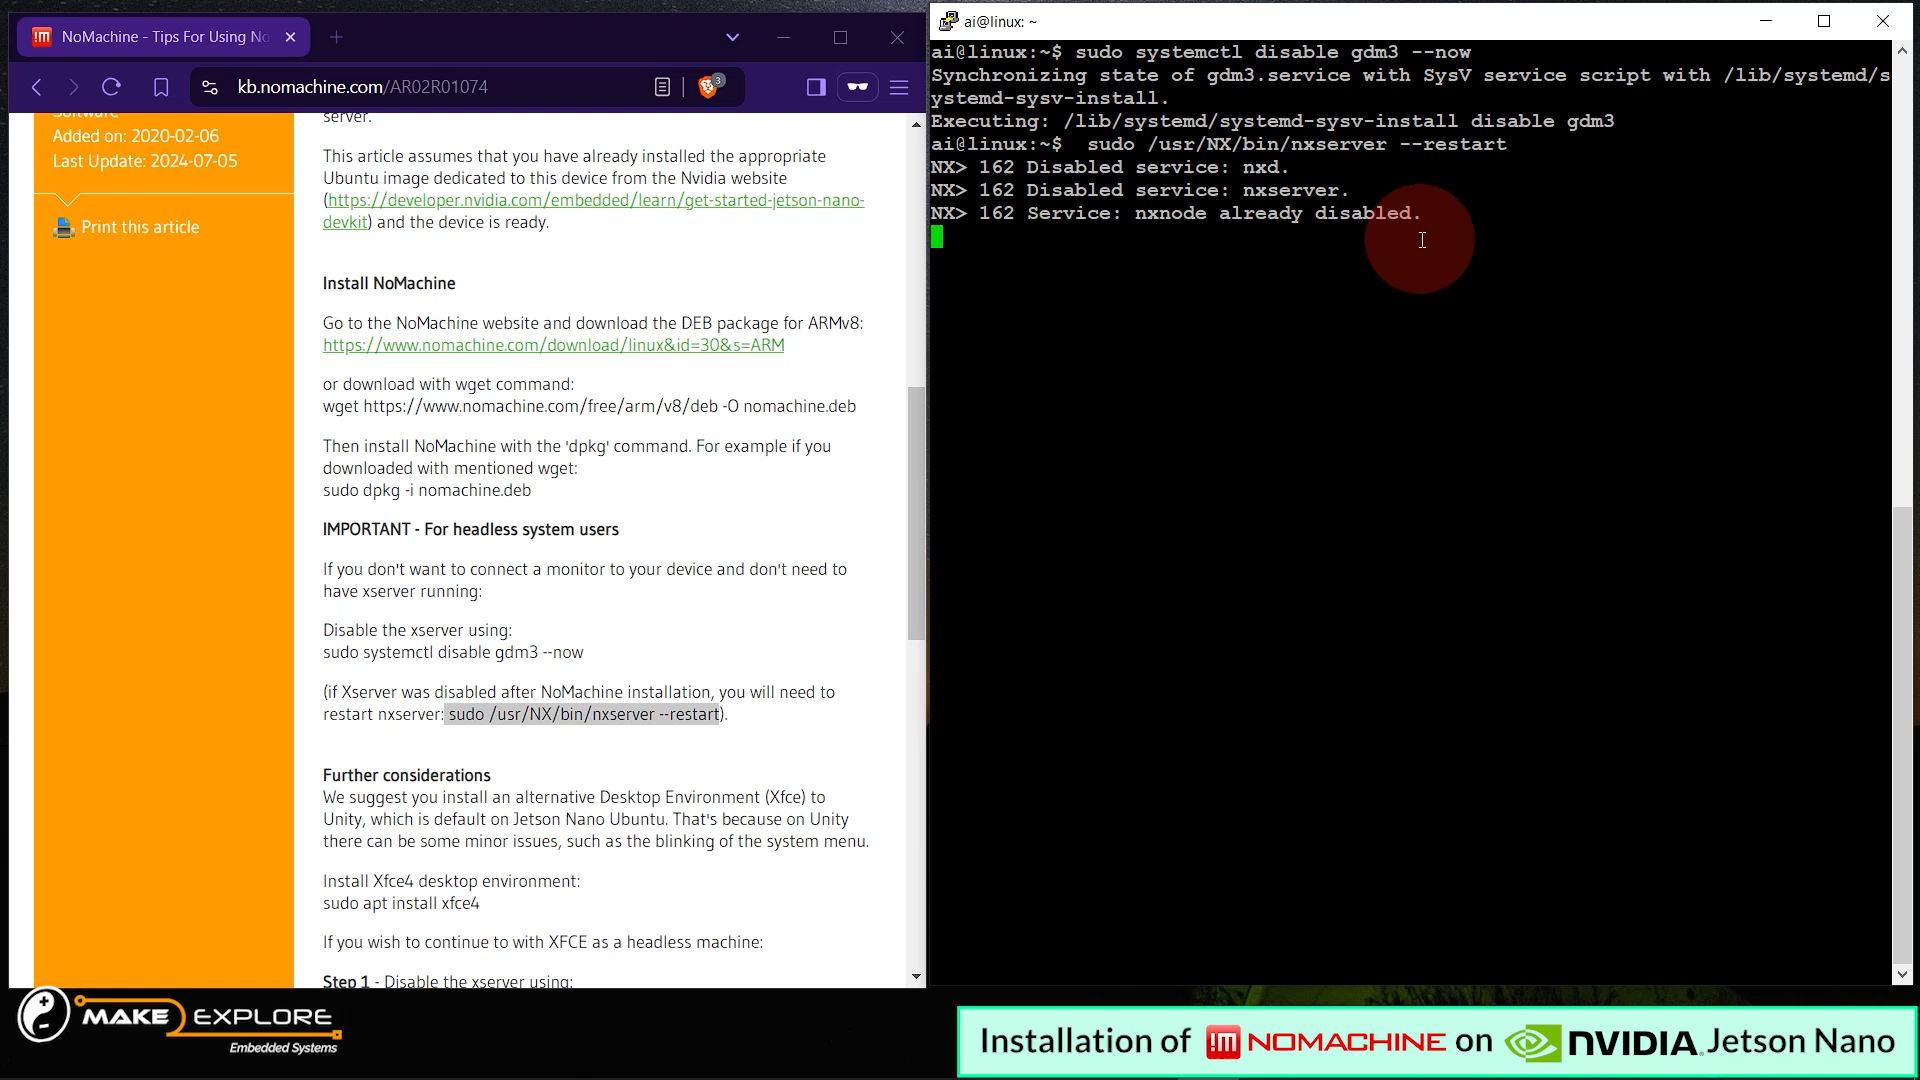 NoMachine - Tips For Using No
kb.nomachine.com/AR02R01074
3
Software
Added on: 2020-02-06
Last Update: 2024-07-05
Print this article
server.
This article assumes that you have already installed the appropriate
Ubuntu image dedicated to this device from the Nvidia website
(https://developer.nvidia.com/embedded/learn/get-started-jetson-nano-
devkit) and the device is ready.
Install NoMachine
Go to the NoMachine website and download the DEB package for ARMv8:
https://www.nomachine.com/download/linux&id=30&s=ARM
or download with wget command:
wget https://www.nomachine.com/free/arm/v8/deb -O nomachine.deb
Then install NoMachine with the 'dpkg' command. For example if you
downloaded with mentioned wget:
sudo dpkg -i nomachine.deb
IMPORTANT - For headless system users
If you don't want to connect a monitor to your device and don't need to
have xserver running:
Disable the xserver using:
sudo systemctl disable gdm3 --now
(if Xserver was disabled after NoMachine installation, you will need to
restart nxserver: sudo /usr/NX/bin/nxserver --restart).
Further considerations
We suggest you install an alternative Desktop Environment (Xfce) to
Unity, which is default on Jetson Nano Ubuntu. That's because on Unity
there can be some minor issues, such as the blinking of the system menu.
Install Xfce4 desktop environment:
sudo apt install xfce4
If you wish to continue to with XFCE as a headless machine:
Step 1 - Disable the xserver using:
ai@linux: ~
ai@linux:~$ sudo systemctl disable gdm3 --now
Synchronizing state of gdm3.service with SysV service script with /lib/systemd/s
ystemd-sysv-install.
Executing: /lib/systemd/systemd-sysv-install disable gdm3
ai@linux:~$  sudo /usr/NX/bin/nxserver --restart
NX> 162 Disabled service: nxd.
NX> 162 Disabled service: nxserver.
NX> 162 Service: nxnode already disabled.
MAKE EXPLORE
Embedded Systems
Installation of !M NOMACHINE on NVIDIA. Jetson Nano